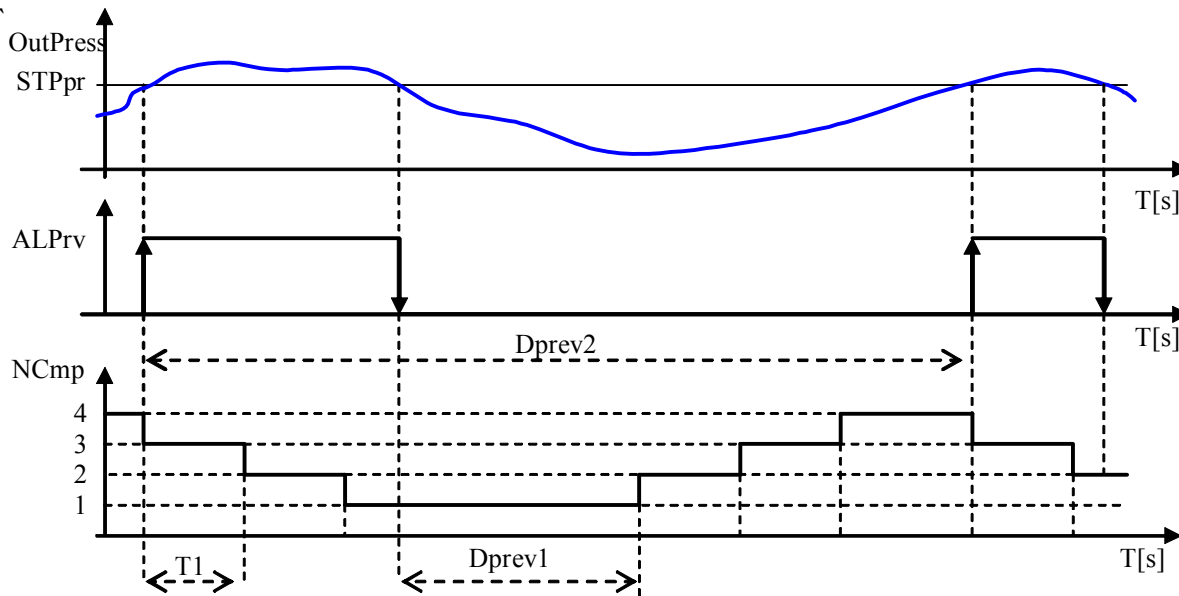 OutPress
STPpr
T[s]
ALPrv
T[s]
Dprev2
NCmp
4
3
2
1
T[s]
T1
Dprev1